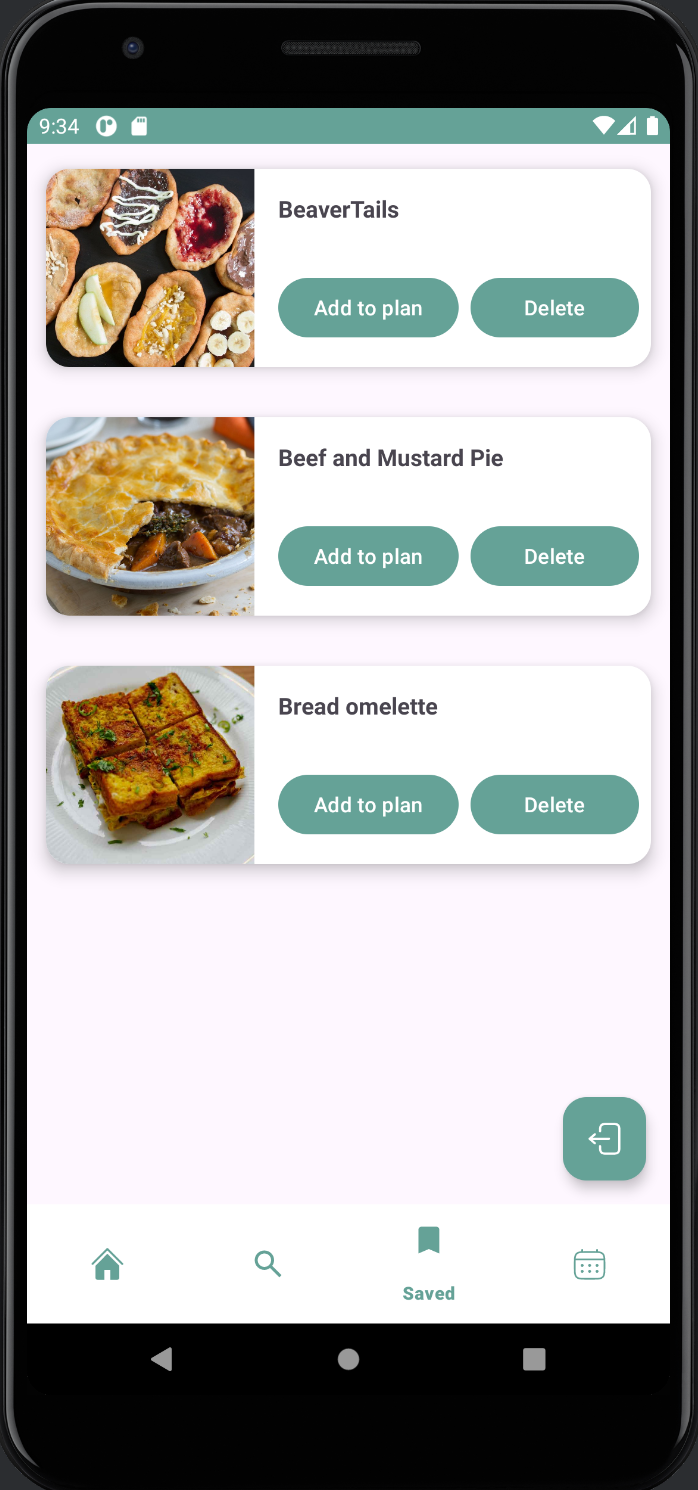 9:34
BeaverTails
Add to plan Delete
Beef and Mustard Pie
Add to plan Delete
Bread omelette
Add to plan Delete
Saved